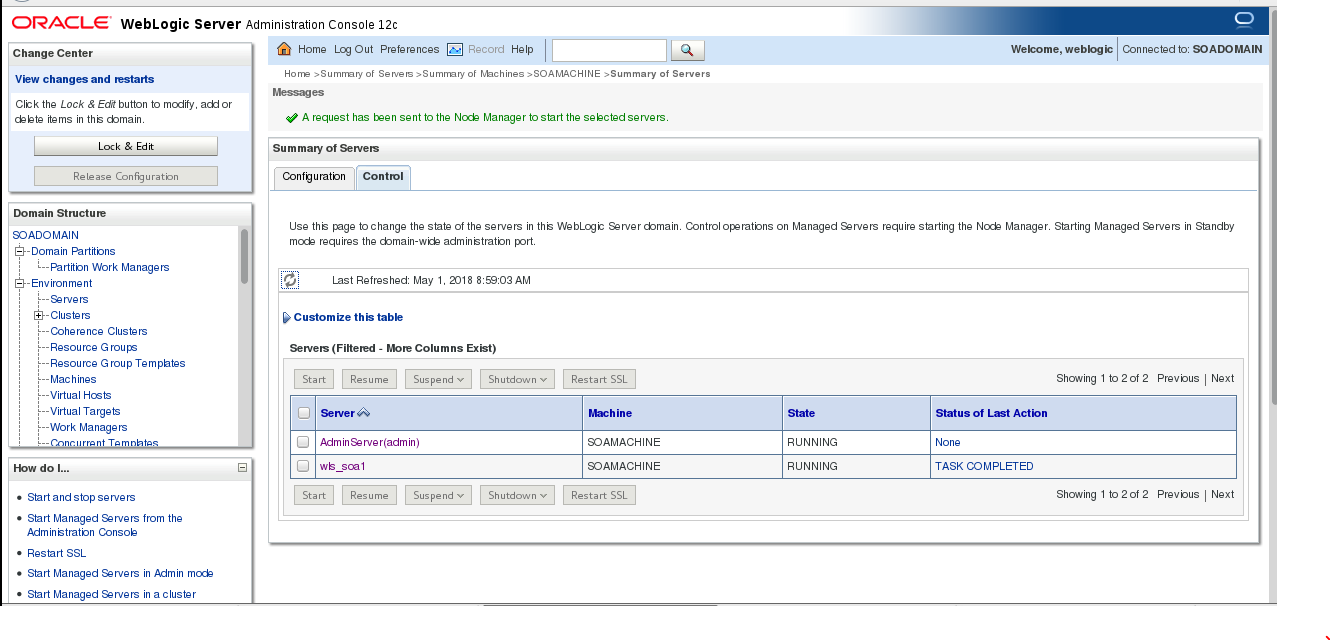 ORACLE WebLogic Server Administration Console 12c
Change Center
View changes and restarts
Click the Lock & Edit button to modify, add or
delete items in this domain.
Lock & Edit
Release Configuration
Domain Structure
SOADOMAIN
Domain Partitions
Partition Work Managers
Environment
Servers
Clusters
Coherence Clusters
Resource Groups
Resource Group Templates
Machines
Virtual Hosts
Virtual Targets
Work Managers
Concurrent Templates
How do I...
Start and stop servers
Start Managed Servers from the
Administration Console
Restart SSL
Start Managed Servers in Admin mode
Start Managed Servers in a cluster
Home Log Out Preferences Record Help
Welcome, weblogic Connected to: SOADOMAIN
Home >Summary of Servers >Summary of Machines >SOAMACHINE >Summary of Servers
Messages
A request has been sent to the Node Manager to start the selected servers.
Summary of Servers
Configuration Control
Use this page to change the state of the servers in this WebLogic Server domain. Control operations on Managed Servers require starting the Node Manager. Starting Managed Servers in Standby
mode requires the domain-wide administration port.
Last Refreshed: May 1, 2018 8:59:03 AM
Customize this table
Servers (Filtered - More Columns Exist)
Start Resume Suspend Shutdown Restart SSL Showing 1 to 2 of 2 Previous | Next
Server Machine State Status of Last Action
AdminServer(admin) SOAMACHINE RUNNING None
wls_soa1 SOAMACHINE RUNNING TASK COMPLETED
Start Resume Suspend Shutdown Restart SSL Showing 1 to 2 of 2 Previous | Next